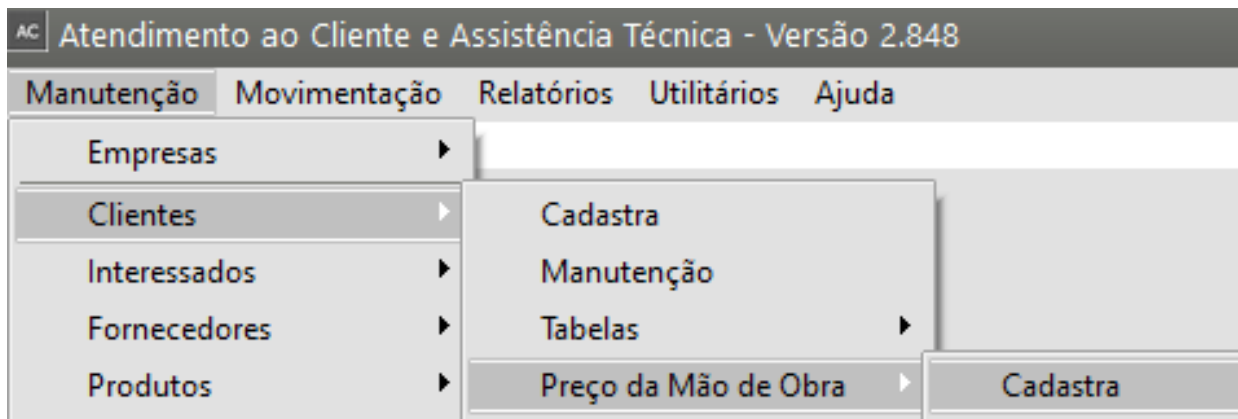 AC Atendimento ao Cliente e Assistência Técnica - Versão 2.848
Manutenção Movimentação Relatórios Utilitários Ajuda
Empresas
Clientes Cadastra
Interessados Manutenção
Fornecedores Tabelas
Produtos Preço da Mão de Obra Cadastra